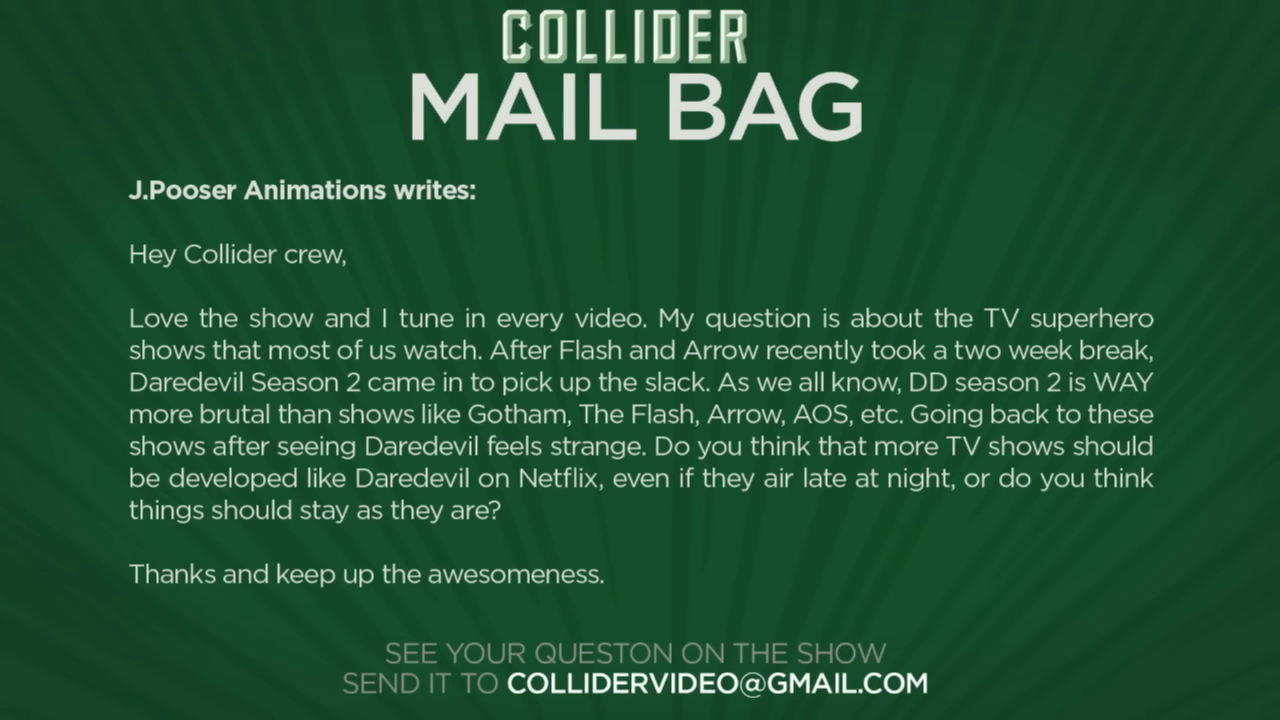 COLLIDER
MAIL BAG
J.Pooser Animations writes:
Hey Collider crew,
Love the show and I tune in every video. My question is about the TV superhero
shows that most of us watch. After Flash and Arrow recently took a two week break,
Daredevil Season 2 came in to pick up the slack. As we all know, DD season 2 is WAY
more brutal than shows like Gotham, The Flash, Arrow, AOS, etc. Going back to these
shows after seeing Daredevil feels strange. Do you think that more TV shows should
be developed like Daredevil on Netflix, even if they air late at night, or do you think
things should stay as they are?
Thanks and keep up the awesomeness.
SEE YOUR QUESTON ON THE SHOW
SEND IT TO COLLIDERVIDEO@GMAIL.COM